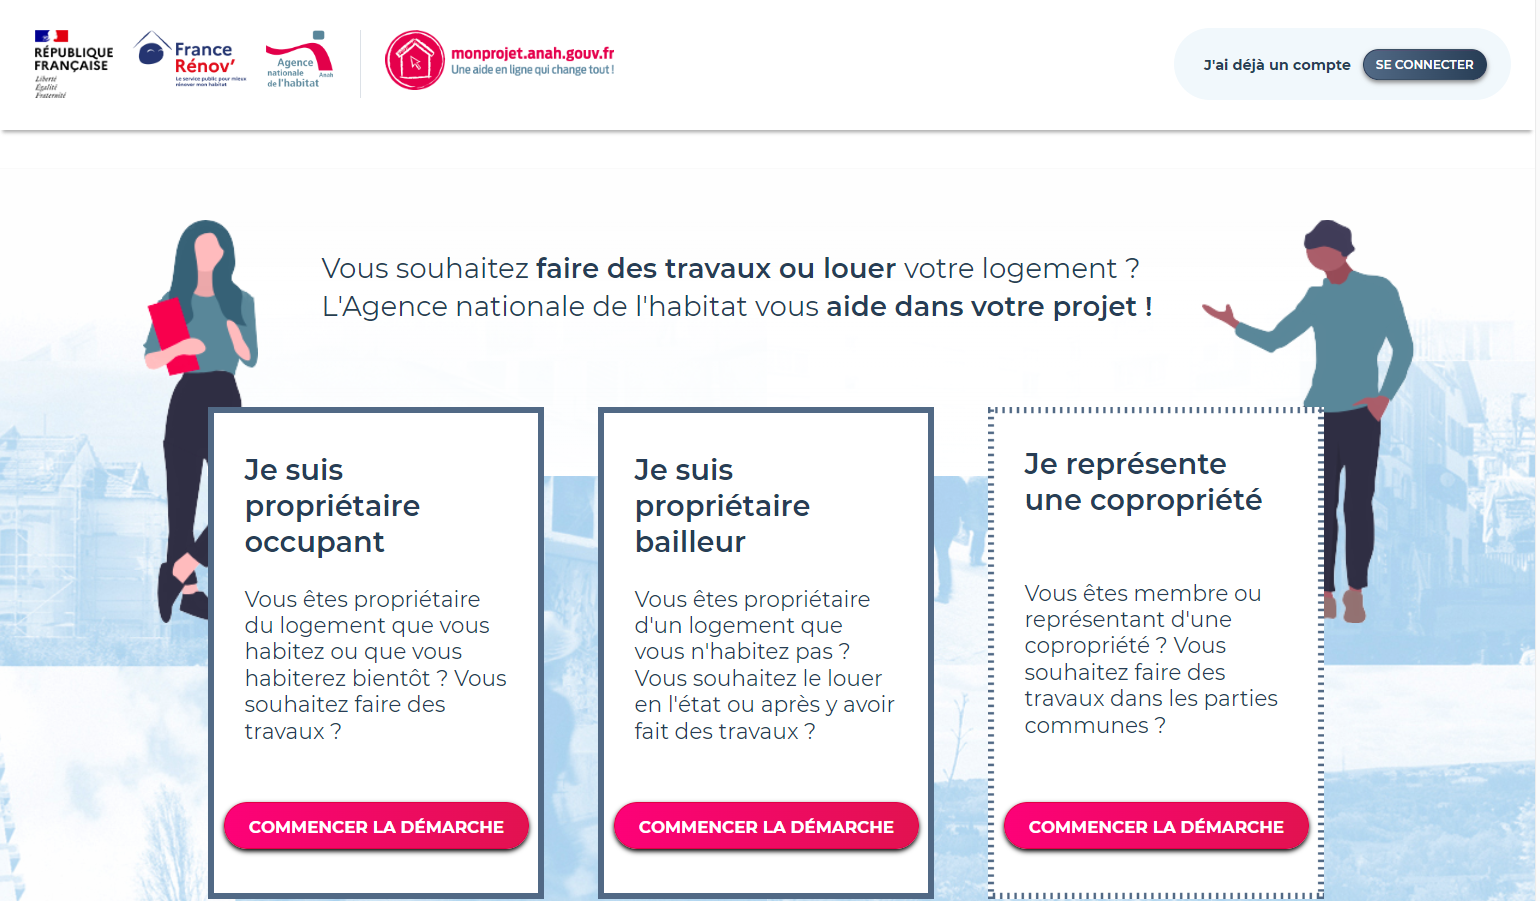 RÉPUBLIQUE
FRANÇAISE
Liberté
Égalité
Fraternité
France
Rénov'
Le service public pour mieux
rénover mon habitat
Agence
nationale
de l'habitat
Anah
monprojet.anah.gouv.fr
Une aide en ligne qui change tout !
J'ai déjà un compte
SE CONNECTER
Vous souhaitez faire des travaux ou louer votre logement ?
L'Agence nationale de l'habitat vous aide dans votre projet !
Je suis
propriétaire
occupant
Vous êtes propriétaire
du logement que vous
habitez ou que vous
habiterez bientôt ? Vous
souhaitez faire des
travaux ?
COMMENCER LA DÉMARCHE
Je suis
propriétaire
bailleur
Vous êtes propriétaire
d'un logement que
vous n'habitez pas ?
Vous souhaitez le louer
en l'état ou après y avoir
fait des travaux ?
COMMENCER LA DÉMARCHE
Je représente
une copropriété
Vous êtes membre ou
représentant d'une
copropriété ? Vous
souhaitez faire des
travaux dans les parties
communes ?
COMMENCER LA DÉMARCHE